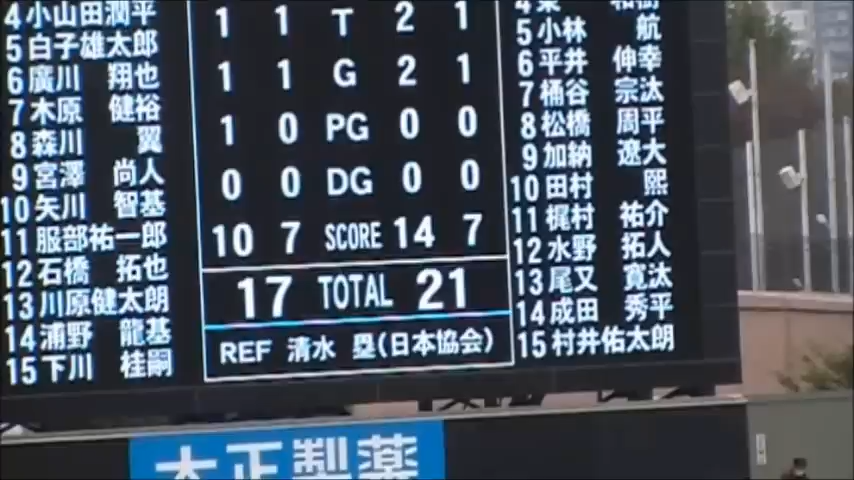 4 小山田潤平
5 白子雄太郎
6 廣川 翔也
7 木原 健裕
8 森川 翼
9 宮澤 尚人
10 矢川 智基
11 服部祐一郎
12 石橋 拓也
13 川原健太朗
14 浦野 龍基
15 下川 桂嗣
1 1 T 2 1
1 1 G 2 1
1 0 PG 0 0
0 0 DG 0 0
10 7 SCORE 14 7
17 TOTAL 21
REF 清水 塁(日本協会)
5 小林 航
6 平井 伸幸
7 桶谷 宗汰
8 松橋 周平
9 加納 遼大
10 田村 熙
11 梶村 祐介
12 水野 拓人
13 尾又 寛汰
14 成田 秀平
15 村井佑太朗
大正製薬